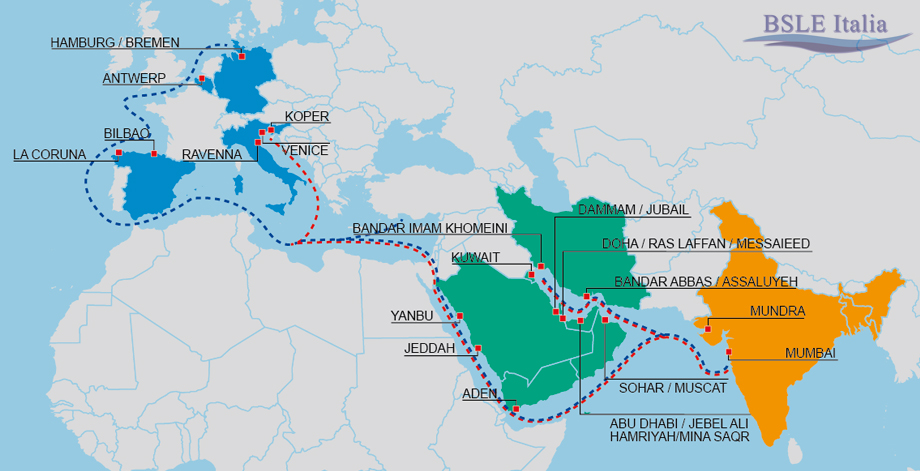 BSLE Italia
HAMBURG / BREMEN
ANTWERP
KOPER
BILBAO
LA CORUNA
RAVENNA
VENICE
DAMMAM / JUBAIL
BANDAR IMAM KHOMEINI
DOHA / RAS LAFFAN / MESSAIEED
KUWAIT
BANDAR ABBAS / ASSALUYEH
MUNDRA
YANBU
JEDDAH
MUMBAI
SOHAR / MUSCAT
ADEN
ABU DHABI / JEBEL ALI
HAMRIYAH/MINA SAQR